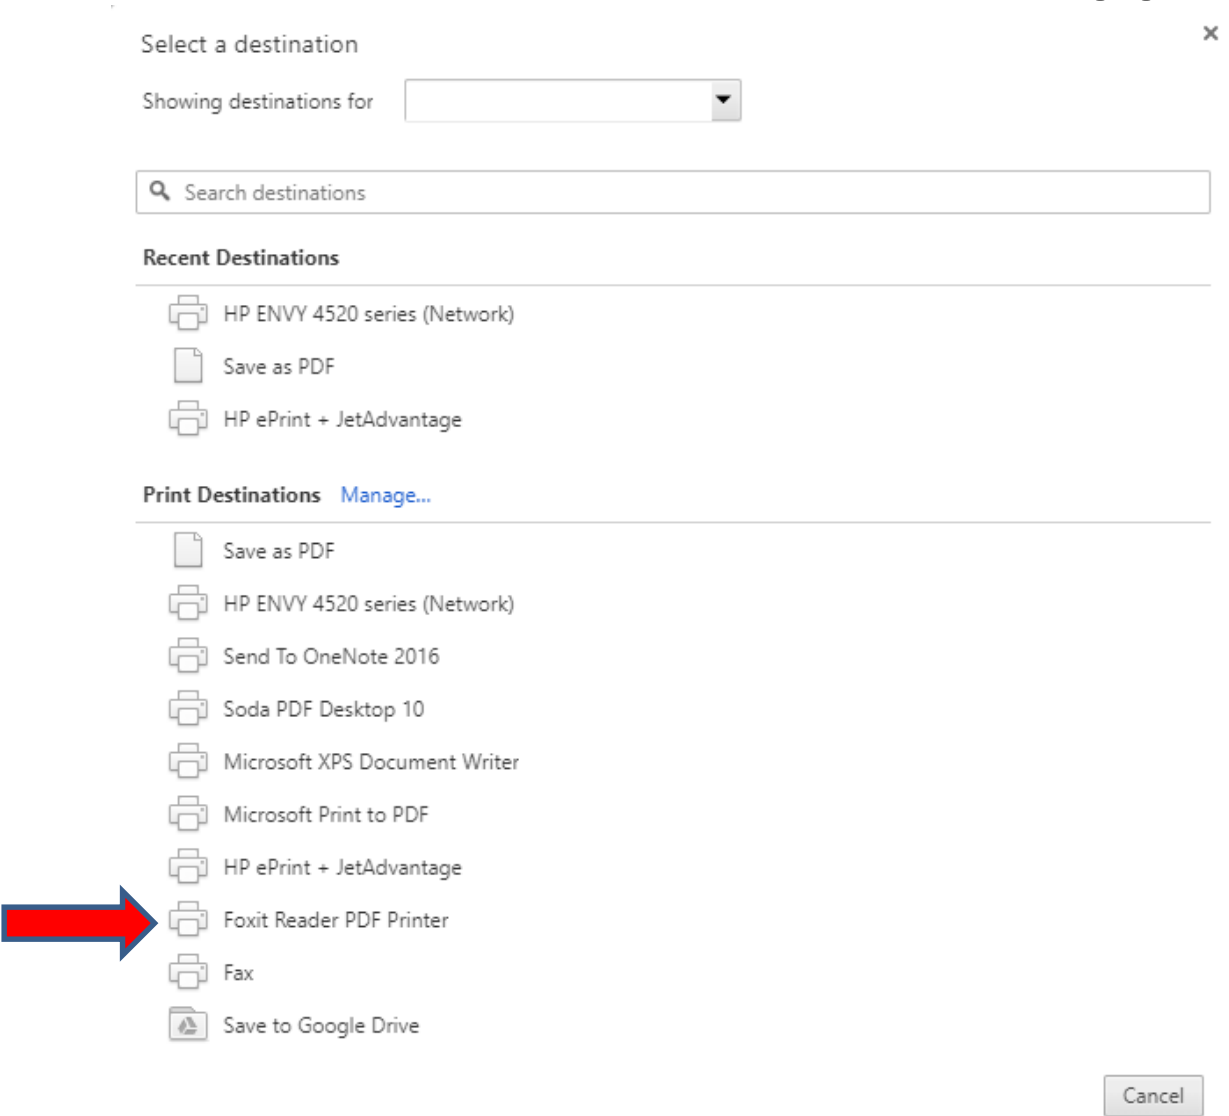 Select a destination
×
Showing destinations for
Search destinations
Recent Destinations
HP ENVY 4520 series (Network)
Save as PDF
HP ePrint + JetAdvantage
Print Destinations Manage...
Save as PDF
HP ENVY 4520 series (Network)
Send To OneNote 2016
Soda PDF Desktop 10
Microsoft XPS Document Writer
Microsoft Print to PDF
HP ePrint + JetAdvantage
Foxit Reader PDF Printer
Fax
Save to Google Drive
Cancel